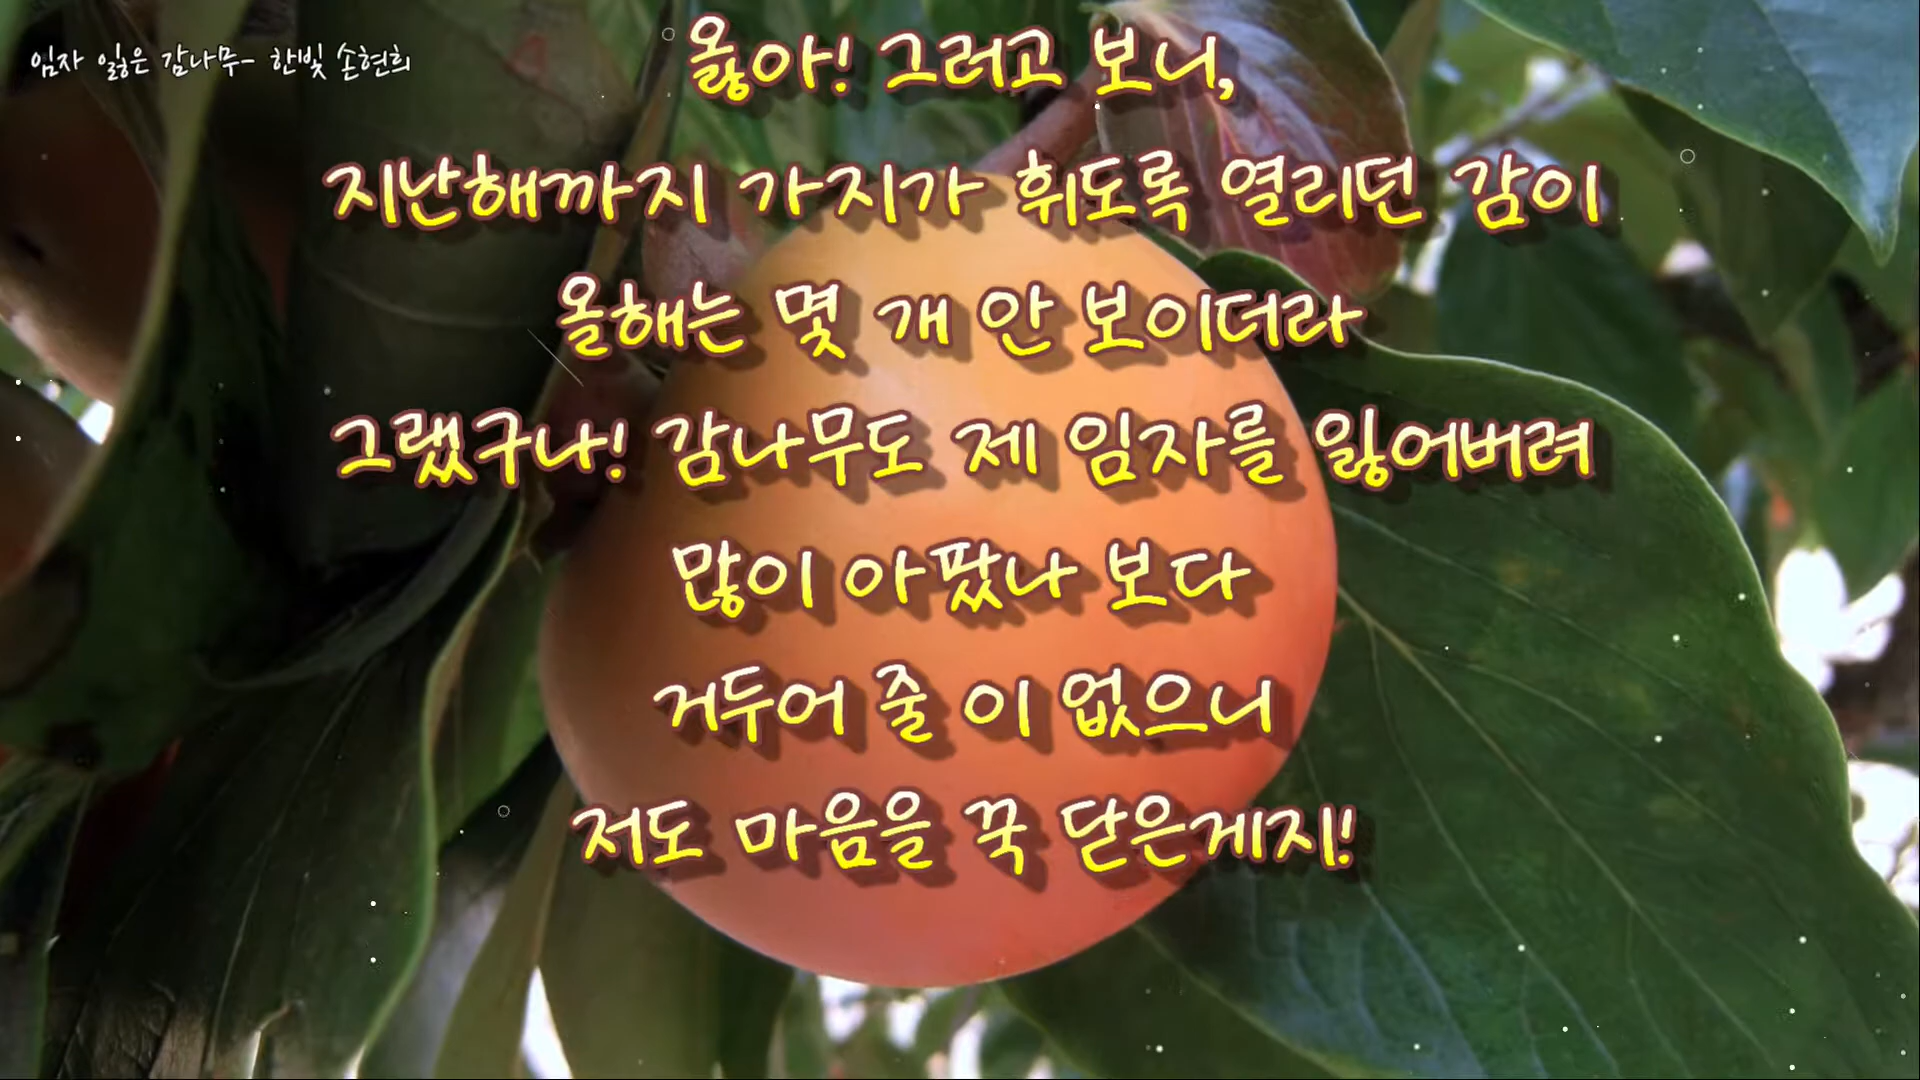 임자 잃은 감나무- 한빛 손현희
옳아! 그러고 보니,
지난해까지 가지가 휘도록 열리던 감이
올해는 몇 개 안 보이더라
그랬구나! 감나무도 제 임자를 잃어버려
많이 아팠나 보다
거두어 줄 이 없으니
저도 마음을 꾹 닫은게지!